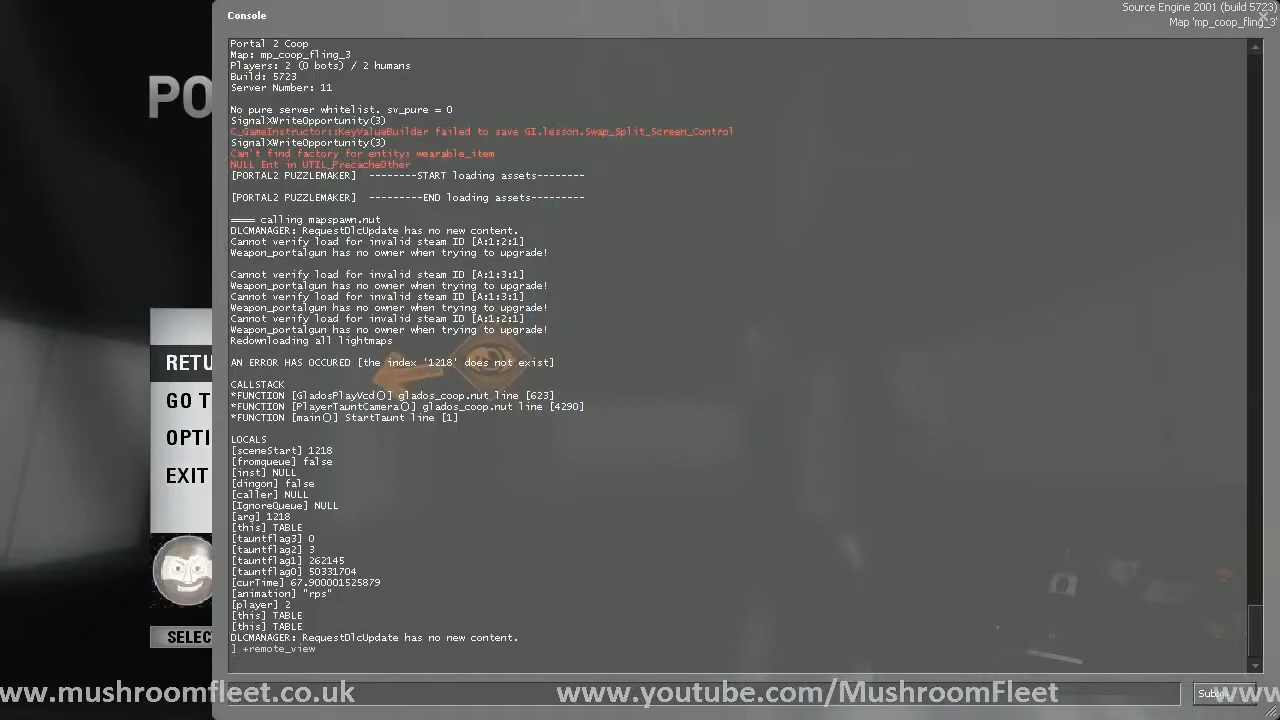 Source Engine 2001 (build 5723)
Map 'mp_coop_fling_3'
Console
Portal 2 Coop
Map: mp_coop_fling_3
Players: 2 (0 bots) / 2 humans
Build: 5723
Server Number: 11
No pure server whitelist. sv_pure = 0
SignalXWriteOpportunity(3)
C_GameInstructor::KeyValueBuilder failed to save GI.lesson.Swap_Split_Screen_Control
SignalXWriteOpportunity(3)
Can't find factory for entity: wearable_item
NULL Ent in UTIL_PrecacheOther
[PORTAL2 PUZZLEMAKER] --------START loading assets--------
[PORTAL2 PUZZLEMAKER] ---------END loading assets---------
==== calling mapspawn.nut
DLCMANAGER: RequestDlcUpdate has no new content.
Cannot verify load for invalid steam ID [A:1:2:1]
Weapon_portalgun has no owner when trying to upgrade!
Cannot verify load for invalid steam ID [A:1:3:1]
Weapon_portalgun has no owner when trying to upgrade!
Cannot verify load for invalid steam ID [A:1:3:1]
Weapon_portalgun has no owner when trying to upgrade!
Cannot verify load for invalid steam ID [A:1:2:1]
Weapon_portalgun has no owner when trying to upgrade!
Redownloading all lightmaps
AN ERROR HAS OCCURED [the index '1218' does not exist]
CALLSTACK
*FUNCTION [GladosPlayVcd()] glados_coop.nut line [623]
*FUNCTION [PlayerTauntCamera()] glados_coop.nut line [4290]
*FUNCTION [main()] StartTaunt line [1]
LOCALS
[sceneStart] 1218
[fromqueue] false
[inst] NULL
[dingon] false
[caller] NULL
[IgnoreQueue] NULL
[arg] 1218
[this] TABLE
[tauntflag3] 0
[tauntflag2] 3
[tauntflag1] 262145
[tauntflag0] 50331704
[curTime] 67.900001525879
[animation] "rps"
[player] 2
[this] TABLE
[this] TABLE
DLCMANAGER: RequestDlcUpdate has no new content.
] +remote_view
PO
RETU
GO T
OPTI
EXIT
SELEC
www.mushroomfleet.co.uk
www.youtube.com/MushroomFleet